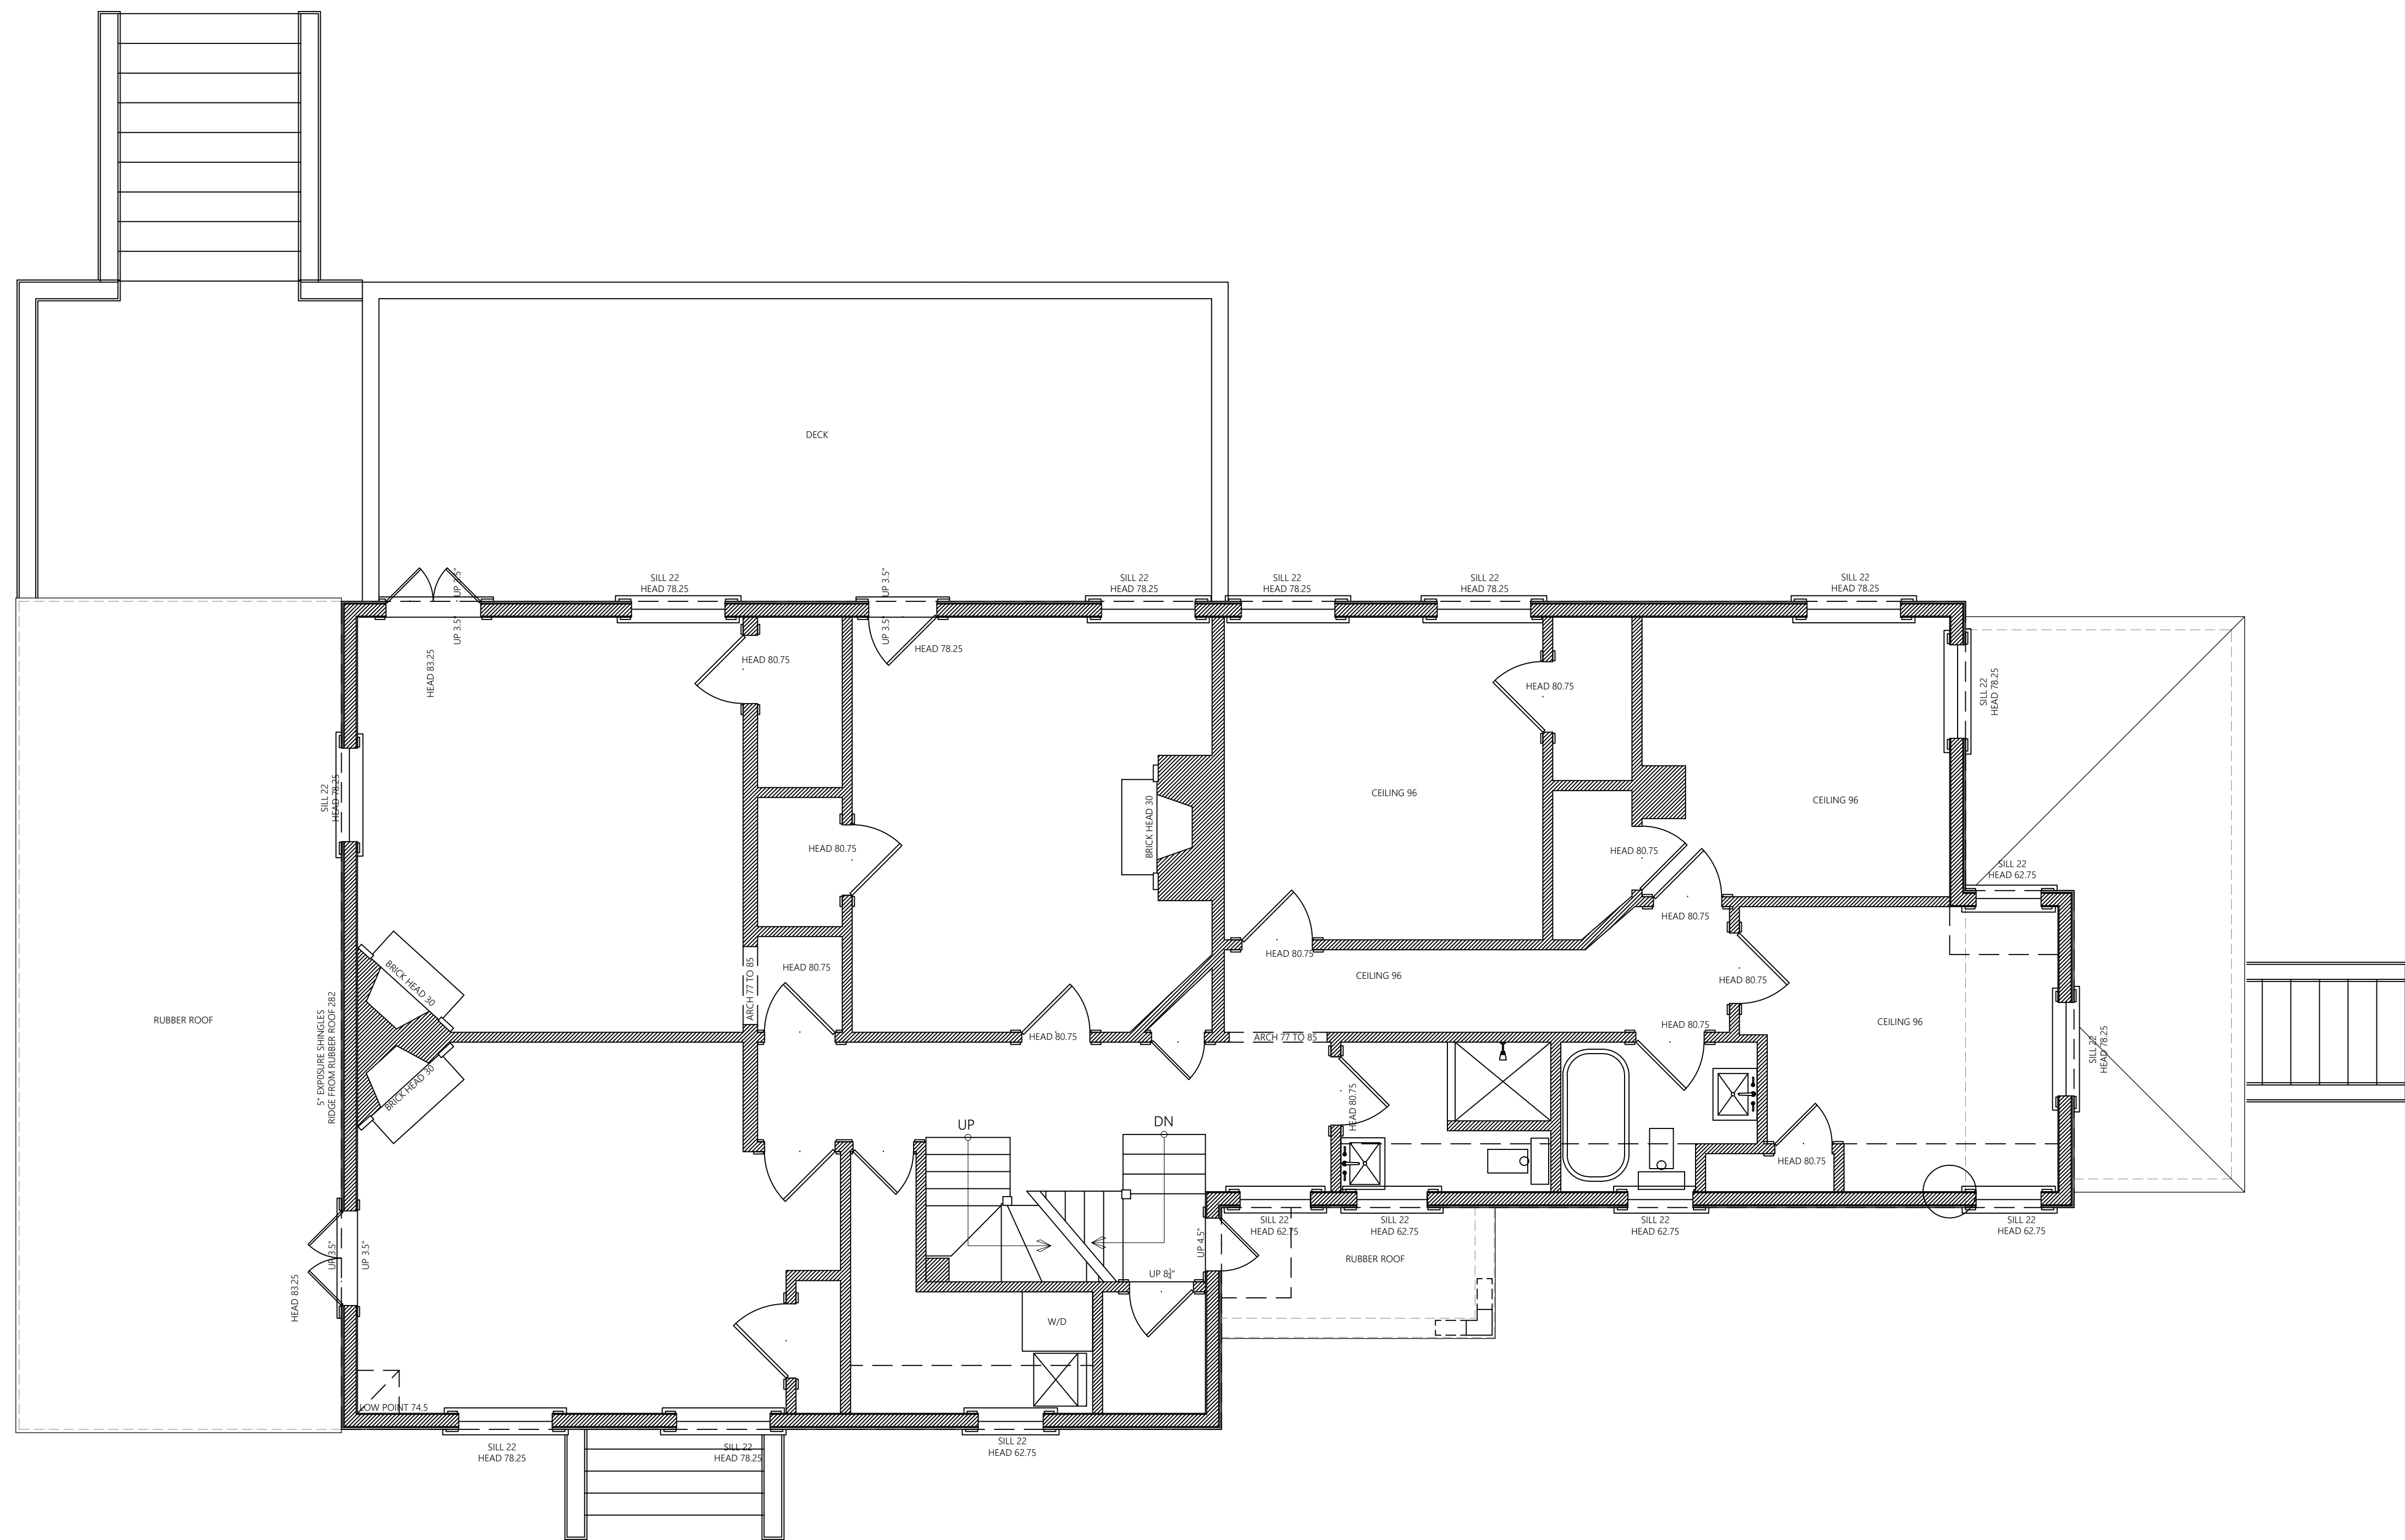 DECK
UP 3.5"
UP 3.5"
SILL 22
HEAD 78.25
UP 3.5"
UP 3.5"
SILL 22
HEAD 78.25
SILL 22
HEAD 78.25
SILL 22
HEAD 78.25
SILL 22
HEAD 78.25
HEAD 83.25
HEAD 80.75
HEAD 78.25
HEAD 80.75
SILL 22
HEAD 78.25
SILL 22
HEAD 78.25
HEAD 80.75
BRICK HEAD 30
CEILING 96
HEAD 80.75
CEILING 96
SILL 22
HEAD 62.75
RUBBER ROOF
5" EXPOSURE SHINGLES
RIDGE FROM RUBBER ROOF 282
BRICK HEAD 30
BRICK HEAD 30
ARCH 77 TO 85
HEAD 80.75
HEAD 80.75
HEAD 80.75
CEILING 96
HEAD 80.75
HEAD 80.75
ARCH 77 TO 85
HEAD 80.75
HEAD 80.75
CEILING 96
SILL 22
HEAD 78.25
HEAD 80.75
UP
DN
HEAD 80.75
HEAD 83.25
UP 3.5"
UP 3.5"
UP 4.5"
UP 8¾"
SILL 22
HEAD 62.75
SILL 22
HEAD 62.75
SILL 22
HEAD 62.75
SILL 22
HEAD 62.75
RUBBER ROOF
W/D
LOW POINT 74.5
SILL 22
HEAD 78.25
SILL 22
HEAD 78.25
SILL 22
HEAD 62.75